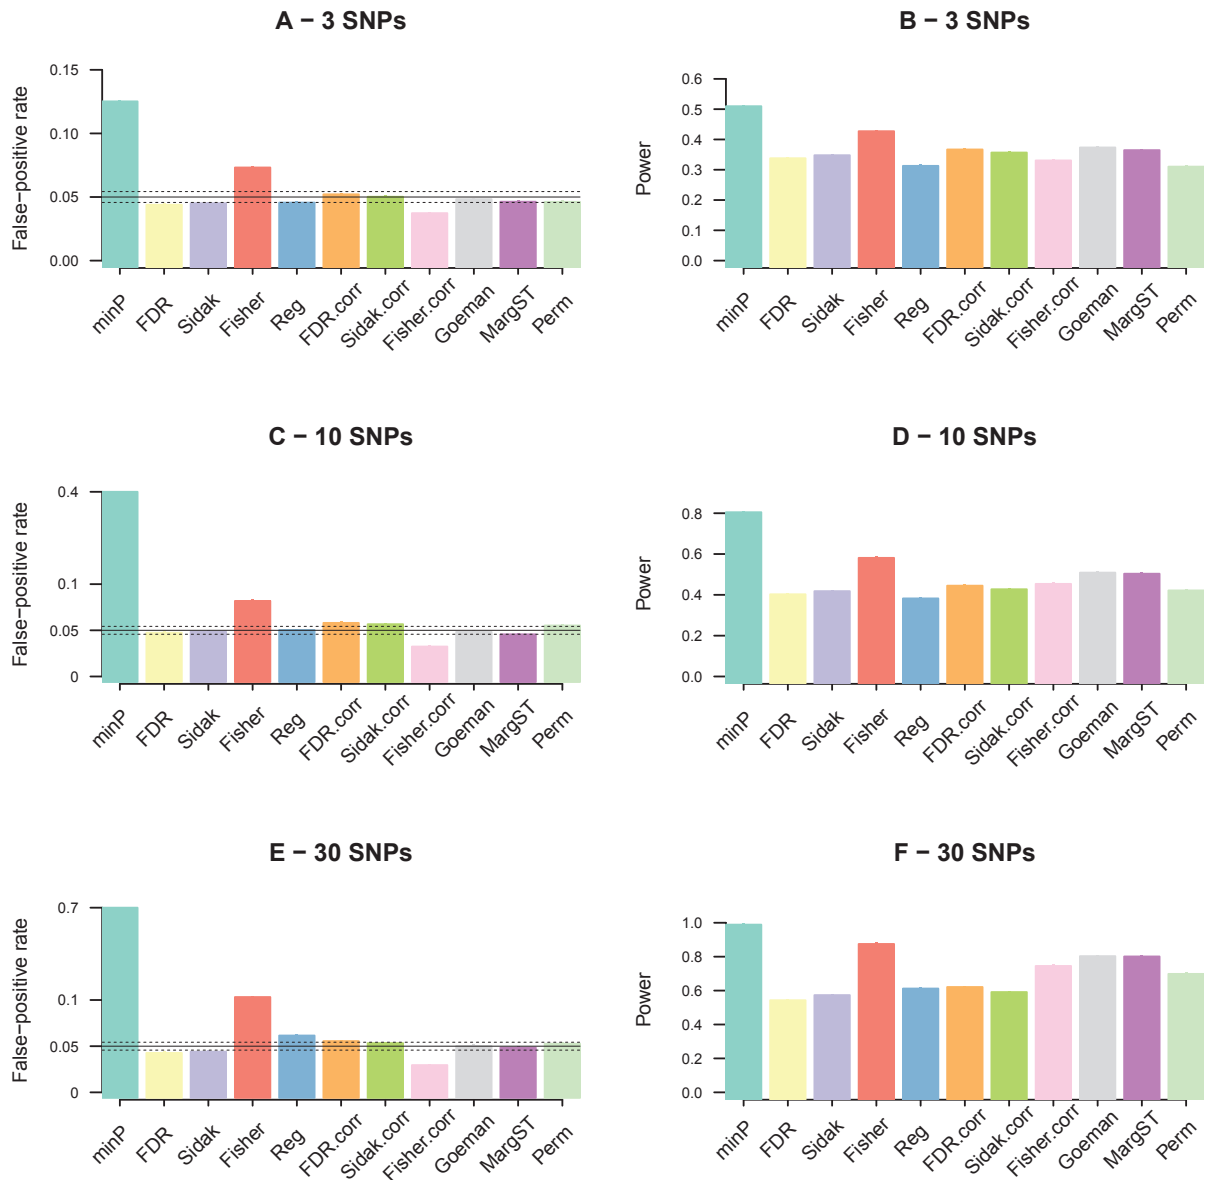 A − 3 SNPs
False−positive rate
0.15
0.10
0.05
0.00
minP
FDR
Sidak
Fisher
Reg
FDR.corr
Sidak.corr
Fisher.corr
Goeman
MargST
Perm
B − 3 SNPs
Power
0.6
0.5
0.4
0.3
0.2
0.1
0.0
minP
FDR
Sidak
Fisher
Reg
FDR.corr
Sidak.corr
Fisher.corr
Goeman
MargST
Perm
C − 10 SNPs
False−positive rate
0.4
0.1
0.05
0
minP
FDR
Sidak
Fisher
Reg
FDR.corr
Sidak.corr
Fisher.corr
Goeman
MargST
Perm
D − 10 SNPs
Power
0.8
0.6
0.4
0.2
0.0
minP
FDR
Sidak
Fisher
Reg
FDR.corr
Sidak.corr
Fisher.corr
Goeman
MargST
Perm
E − 30 SNPs
False−positive rate
0.7
0.1
0.05
0
minP
FDR
Sidak
Fisher
Reg
FDR.corr
Sidak.corr
Fisher.corr
Goeman
MargST
Perm
F − 30 SNPs
Power
1.0
0.8
0.6
0.4
0.2
0.0
minP
FDR
Sidak
Fisher
Reg
FDR.corr
Sidak.corr
Fisher.corr
Goeman
MargST
Perm